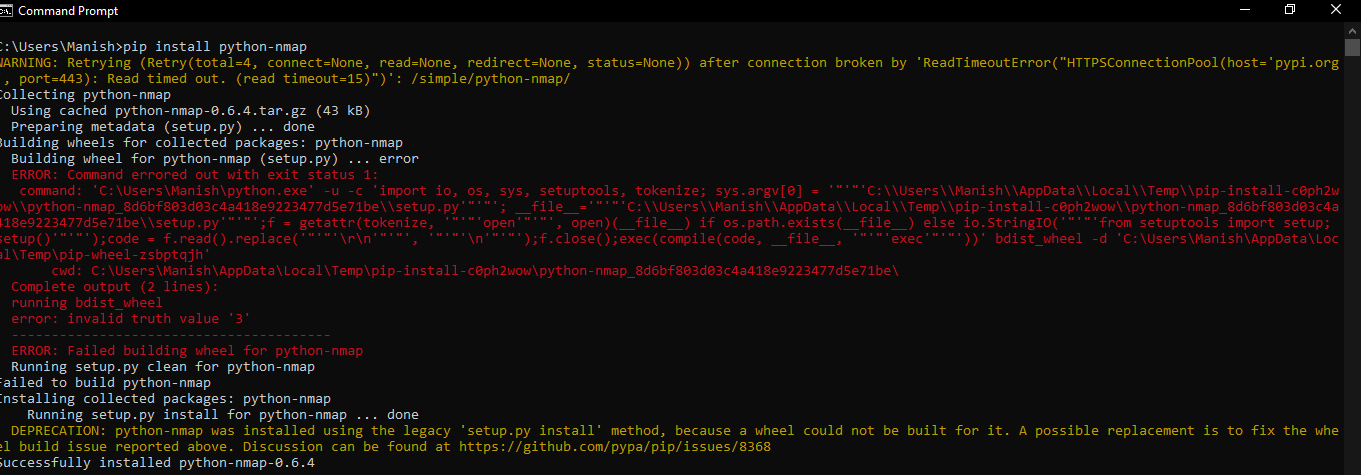 Command Prompt
C:\Users\Manish>pip install python-nmap
WARNING: Retrying (Retry(total=4, connect=None, read=None, redirect=None, status=None)) after connection broken by 'ReadTimeoutError("HTTPSConnectionPool(host='pypi.org
', port=443): Read timed out. (read timeout=15)")': /simple/python-nmap/
Collecting python-nmap
  Using cached python-nmap-0.6.4.tar.gz (43 kB)
  Preparing metadata (setup.py) ... done
Building wheels for collected packages: python-nmap
  Building wheel for python-nmap (setup.py) ... error
  ERROR: Command errored out with exit status 1:
   command: 'C:\Users\Manish\python.exe' -u -c 'import io, os, sys, setuptools, tokenize; sys.argv[0] = '"'"'C:\\Users\\Manish\\AppData\\Local\\Temp\\pip-install-c0ph2w
ow\\python-nmap_8d6bf803d03c4a418e9223477d5e71be\\setup.py'"'"'; __file__='"'"'C:\\Users\\Manish\\AppData\\Local\\Temp\\pip-install-c0ph2wow\\python-nmap_8d6bf803d03c4a
418e9223477d5e71be\\setup.py'"'"';f = getattr(tokenize, '"'"'open'"'"', open)(__file__) if os.path.exists(__file__) else io.StringIO('"'"'from setuptools import setup;
setup()'"'"');code = f.read().replace('"'"'\r\n'"'"', '"'"'\n'"'"');f.close();exec(compile(code, __file__, '"'"'exec'"'"'))' bdist_wheel -d 'C:\Users\Manish\AppData\Loc
al\Temp\pip-wheel-zsbptqjh'
       cwd: C:\Users\Manish\AppData\Local\Temp\pip-install-c0ph2wow\python-nmap_8d6bf803d03c4a418e9223477d5e71be\
  Complete output (2 lines):
  running bdist_wheel
  error: invalid truth value '3'
  ----------------------------------------
  ERROR: Failed building wheel for python-nmap
  Running setup.py clean for python-nmap
Failed to build python-nmap
Installing collected packages: python-nmap
    Running setup.py install for python-nmap ... done
  DEPRECATION: python-nmap was installed using the legacy 'setup.py install' method, because a wheel could not be built for it. A possible replacement is to fix the whe
el build issue reported above. Discussion can be found at https://github.com/pypa/pip/issues/8368
Successfully installed python-nmap-0.6.4